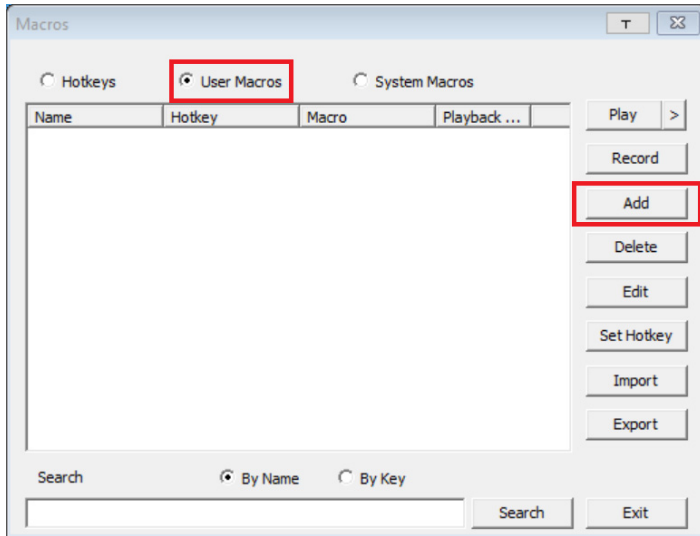 Macros T
Hotkeys User Macros System Macros
Name Hotkey Macro Playback ... Play >
Record
Add
Delete
Edit
Set Hotkey
Import
Export
Search By Name By Key
Search Exit